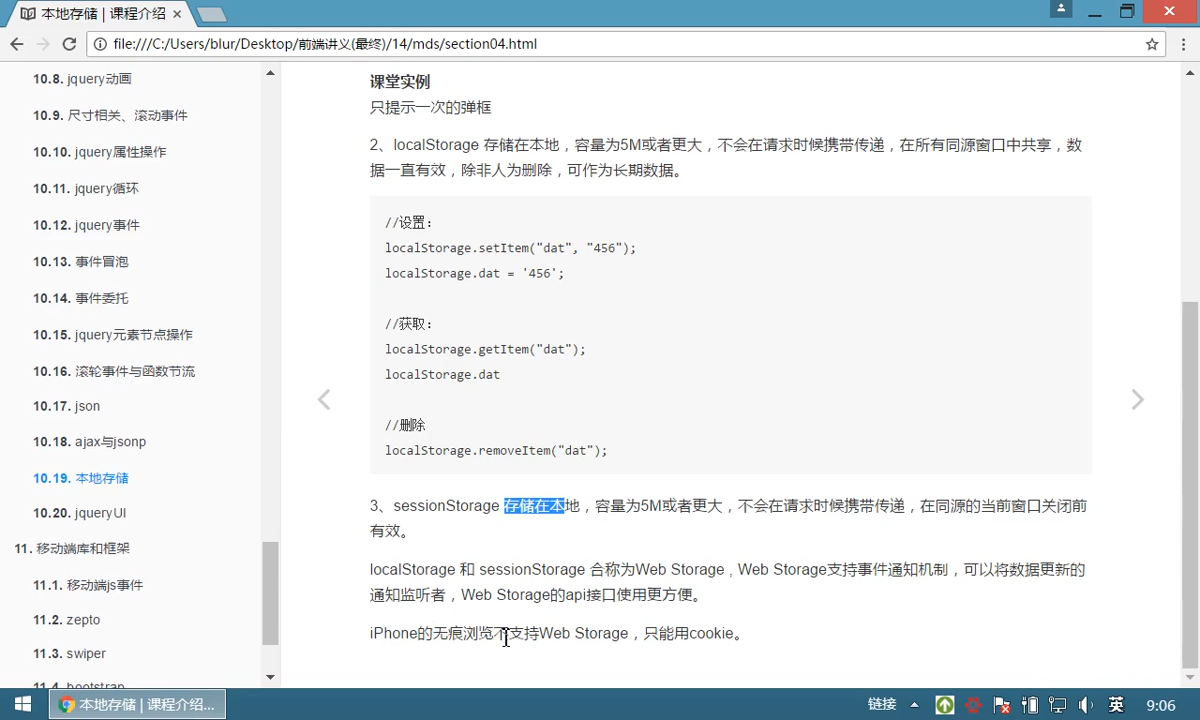 本地存储 | 课程介绍
file:///C:/Users/blur/Desktop/前端讲义(最终)/14/mds/section04.html
10.8. jquery动画
10.9. 尺寸相关、滚动事件
10.10. jquery属性操作
10.11. jquery循环
10.12. jquery事件
10.13. 事件冒泡
10.14. 事件委托
10.15. jquery元素节点操作
10.16. 滚轮事件与函数节流
10.17. json
10.18. ajax与jsonp
10.19. 本地存储
10.20. jqueryUI
11. 移动端库和框架
11.1. 移动端js事件
11.2. zepto
11.3. swiper
11.4. bootstrap
课堂实例
只提示一次的弹框
2、localStorage 存储在本地，容量为5M或者更大，不会在请求时候携带传递，在所有同源窗口中共享，数
据一直有效，除非人为删除，可作为长期数据。
//设置：
localStorage.setItem("dat", "456");
localStorage.dat = '456';
//获取：
localStorage.getItem("dat");
localStorage.dat
//删除
localStorage.removeItem("dat");
3、sessionStorage 存储在本地，容量为5M或者更大，不会在请求时候携带传递，在同源的当前窗口关闭前
有效。
localStorage 和 sessionStorage 合称为Web Storage , Web Storage支持事件通知机制，可以将数据更新的
通知监听者，Web Storage的api接口使用更方便。
iPhone的无痕浏览不支持Web Storage，只能用cookie。
本地存储 | 课程介绍...
链接
英
9:06